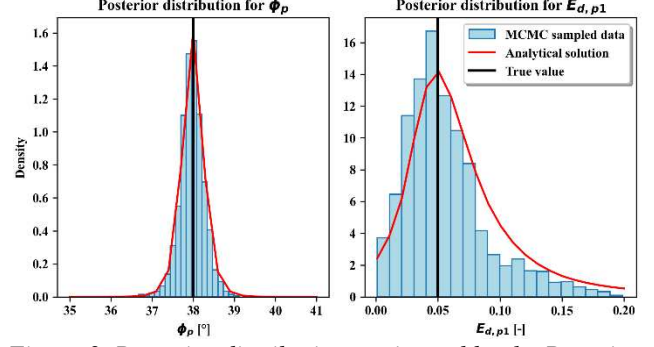 Posterior distribution for ϕp
Posterior distribution for Ed, p1
MCMC sampled data
Analytical solution
True value
Density
1.6
1.4
1.2
1.0
0.8
0.6
0.4
0.2
0.0
35 36 37 38 39 40 41
ϕp [°]
16
14
12
10
8
6
4
2
0
0.00 0.05 0.10 0.15 0.20
Ed, p1 [-]